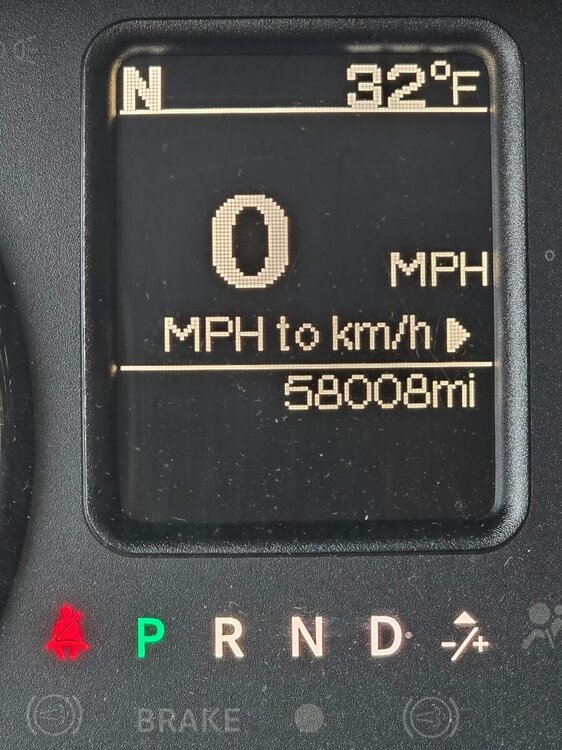 N 32°F
0 MPH
MPH to km/h
58008mi
P R N D -/+
BRAKE